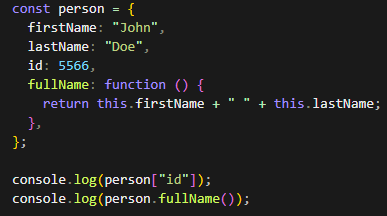 const person = {
  firstName: "John",
  lastName: "Doe",
  id: 5566,
  fullName: function () {
    return this.firstName + " " + this.lastName;
  },
};

console.log(person["id"]);
console.log(person.fullName());